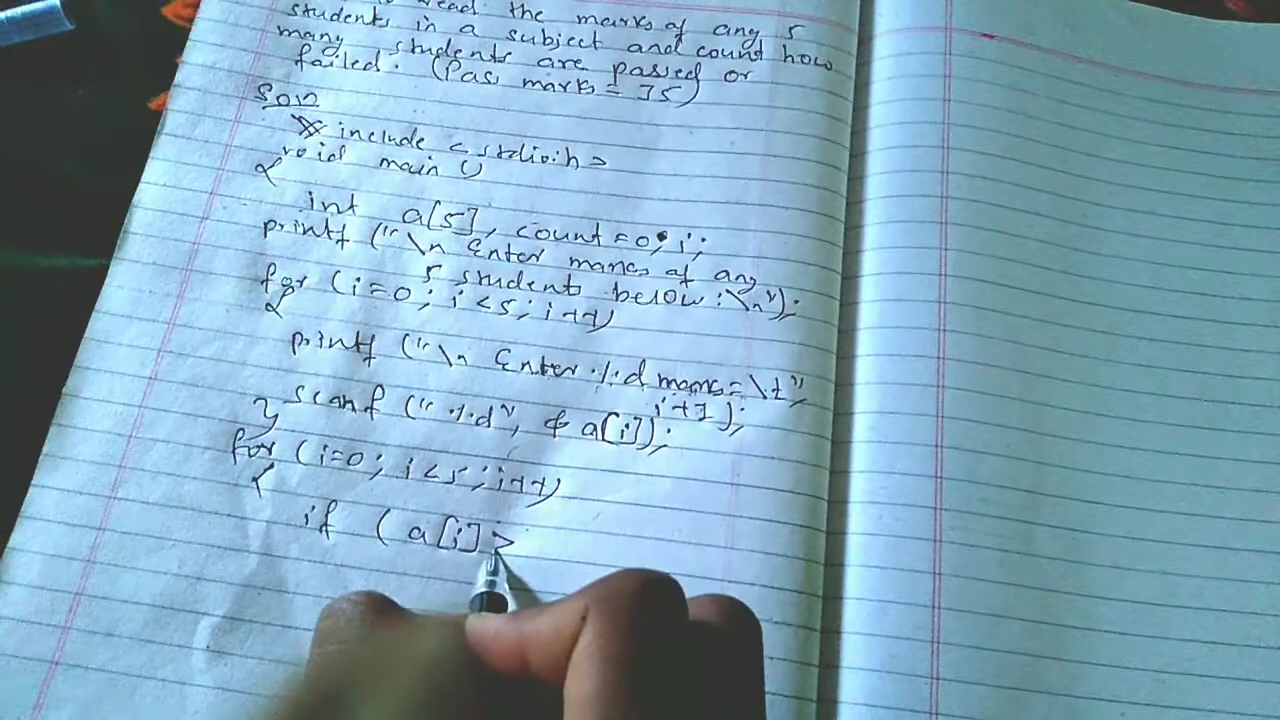 read the marks of any 5
students in a subject and count how
many students are passed or
failed. (Pas marks = 35)
Soln
# include <stdio.h>
void main ()
{
int a[5], count=0, i;
printf ("\n Enter marks of any
5 students below:\n");
for (i=0; i<5; i++)
{
printf ("\n Enter %d marks=\t",
i+1);
scanf ("%d", & a[i]);
}
for (i=0; i<5; i++)
{
if ( a[i]>